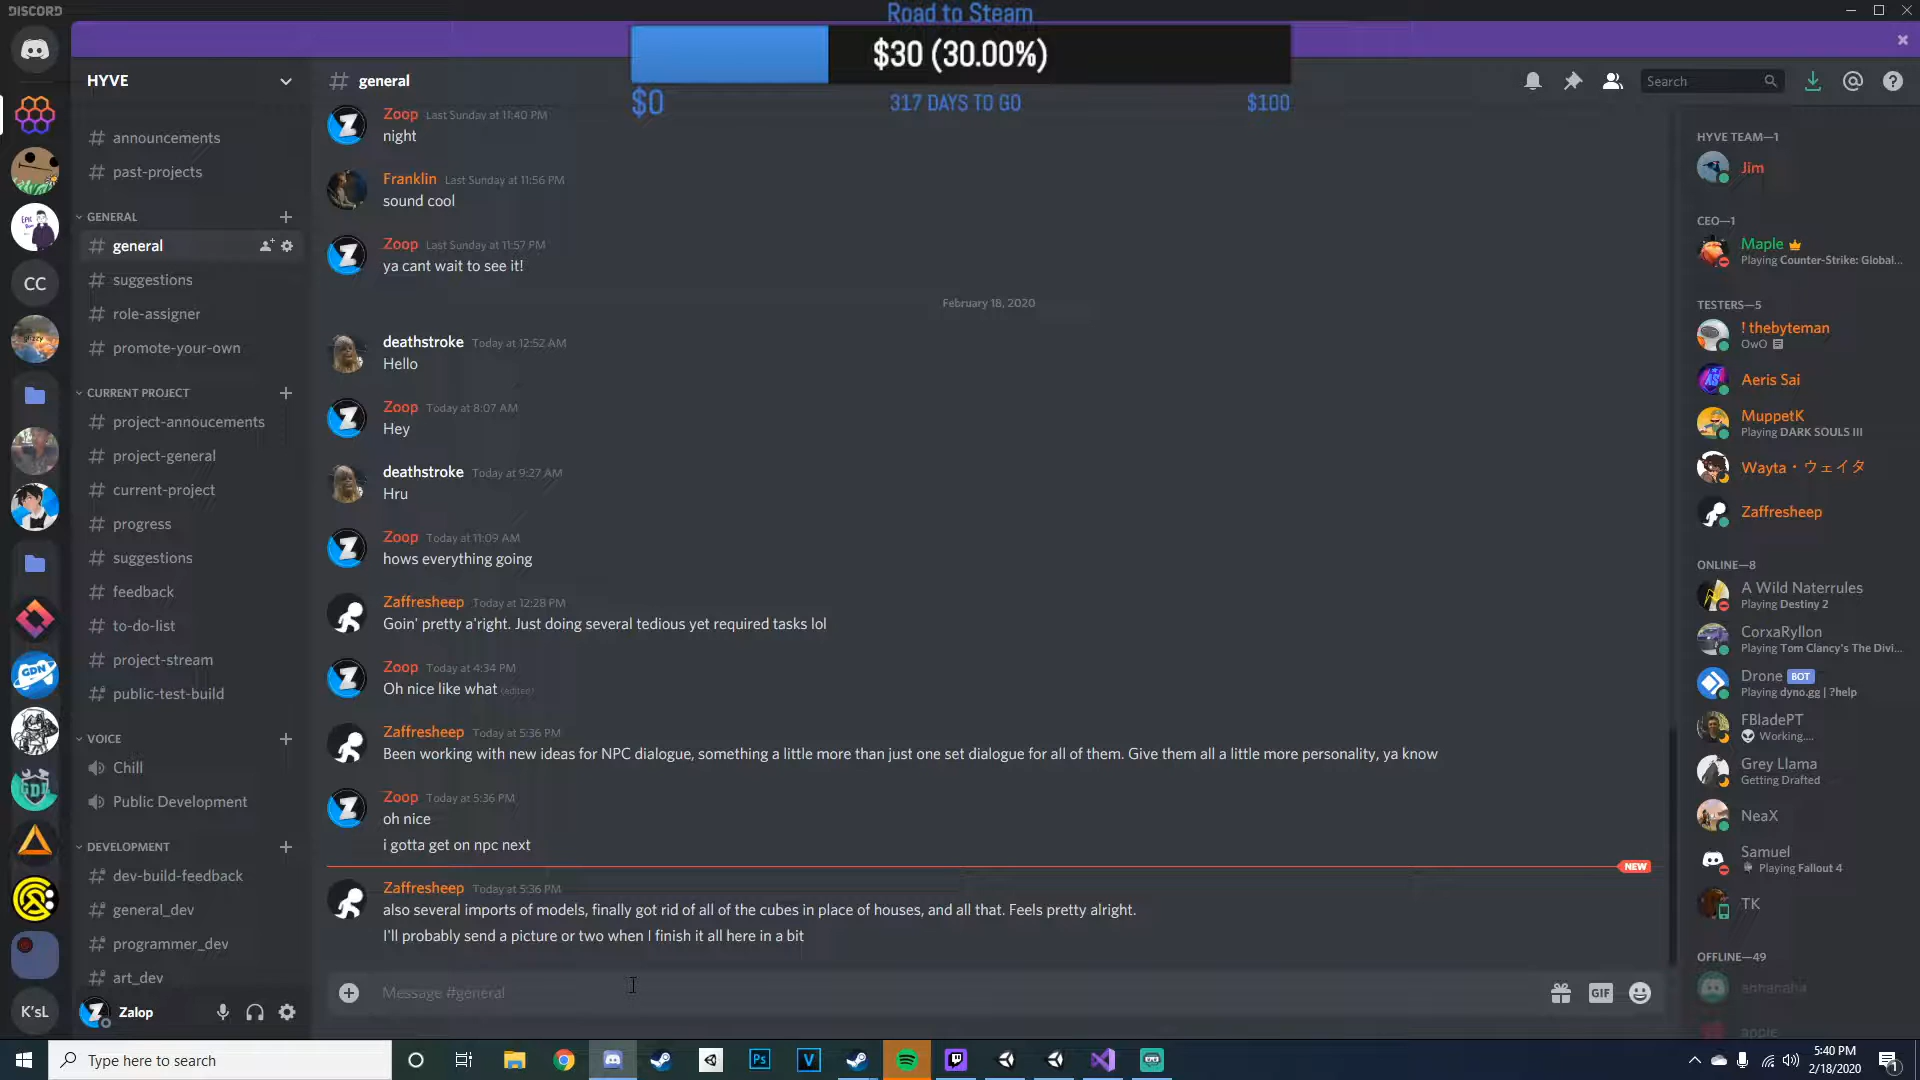 DISCORD
Road to Steam
$30 (30.00%)
$0
317 DAYS TO GO
$100
HYVE
announcements
past-projects
GENERAL
general
suggestions
role-assigner
promote-your-own
CURRENT PROJECT
project-annoucements
project-general
current-project
progress
suggestions
feedback
to-do-list
project-stream
public-test-build
VOICE
Chill
Public Development
DEVELOPMENT
dev-build-feedback
general_dev
programmer_dev
art_dev
Zalop
CC
K'sL
general
Search
Zoop Last Sunday at 11:40 PM
night
Franklin Last Sunday at 11:56 PM
sound cool
Zoop Last Sunday at 11:57 PM
ya cant wait to see it!
February 18, 2020
deathstroke Today at 12:52 AM
Hello
Zoop Today at 8:07 AM
Hey
deathstroke Today at 9:27 AM
Hru
Zoop Today at 11:09 AM
hows everything going
Zaffresheep Today at 12:28 PM
Goin' pretty a'right. Just doing several tedious yet required tasks lol
Zoop Today at 4:34 PM
Oh nice like what (edited)
Zaffresheep Today at 5:36 PM
Been working with new ideas for NPC dialogue, something a little more than just one set dialogue for all of them. Give them all a little more personality, ya know
Zoop Today at 5:36 PM
oh nice
i gotta get on npc next
NEW
Zaffresheep Today at 5:36 PM
also several imports of models, finally got rid of all of the cubes in place of houses, and all that. Feels pretty alright.
I'll probably send a picture or two when I finish it all here in a bit
Message #general
GIF
HYVE TEAM—1
Jim
CEO—1
Maple
Playing Counter-Strike: Global...
TESTERS—5
! thebyteman
OwO
Aeris Sai
MuppetK
Playing DARK SOULS III
Wayta・ウェイタ
Zaffresheep
ONLINE—8
A Wild Naterrules
Playing Destiny 2
CorxaRyllon
Playing Tom Clancy's The Divi...
Drone BOT
Playing dyno.gg | ?help
FBladePT
Working....
Grey Llama
Getting Drafted
NeaX
Samuel
Playing Fallout 4
TK
OFFLINE—49
Type here to search
5:40 PM
2/18/2020